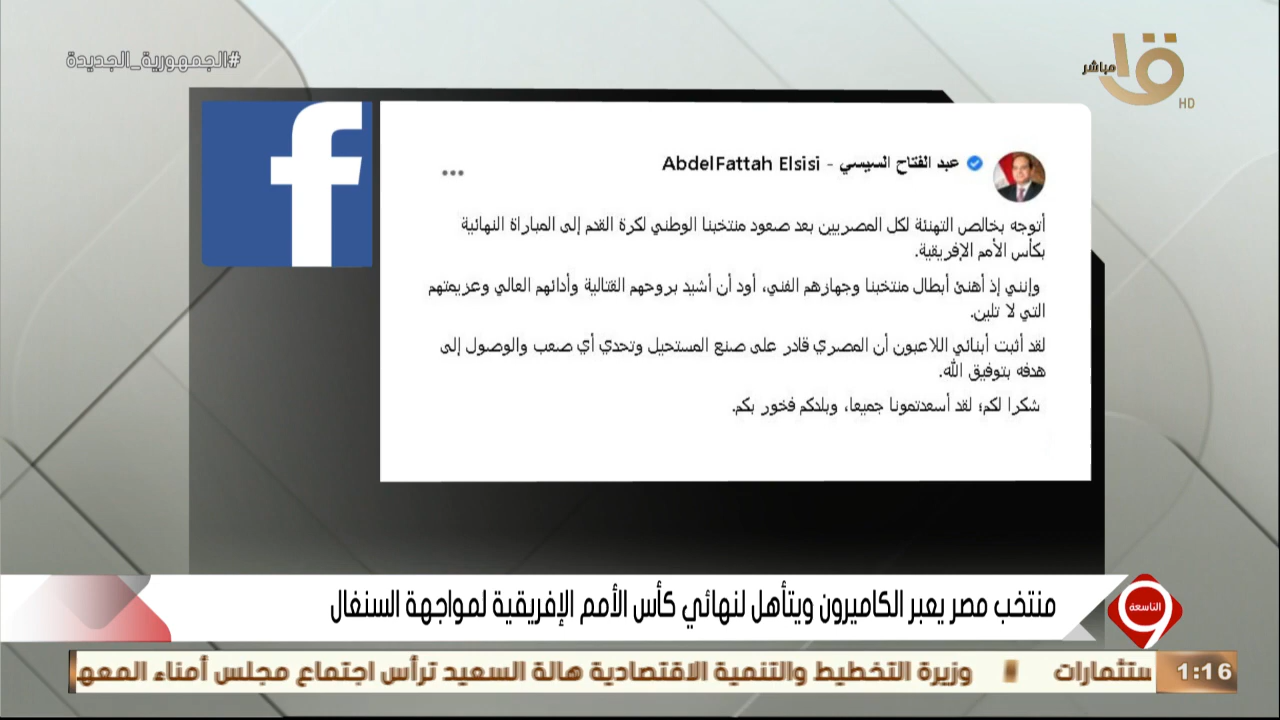 #الجمهورية_الجديدة
مباشر
HD
عبد الفتاح السيسي - AbdelFattah Elsisi
أتوجه بخالص التهنئة لكل المصريين بعد صعود منتخبنا الوطني لكرة القدم إلى المباراة النهائية
بكأس الأمم الإفريقية.
وإنني إذ أهنئ أبطال منتخبنا وجهازهم الفني، أود أن أشيد بروحهم القتالية وأدائهم العالي وعزيمتهم
التي لا تلين.
لقد أثبت أبنائي اللاعبون أن المصري قادر على صنع المستحيل وتحدي أي صعب والوصول إلى
هدفه بتوفيق الله.
شكرا لكم؛ لقد أسعدتمونا جميعا، وبلدكم فخور بكم.
التاسعة
منتخب مصر يعبر الكاميرون ويتأهل لنهائي كأس الأمم الإفريقية لمواجهة السنغال
1:16
ستثمارات وزيرة التخطيط والتنمية الاقتصادية هالة السعيد ترأس اجتماع مجلس أمناء المعه